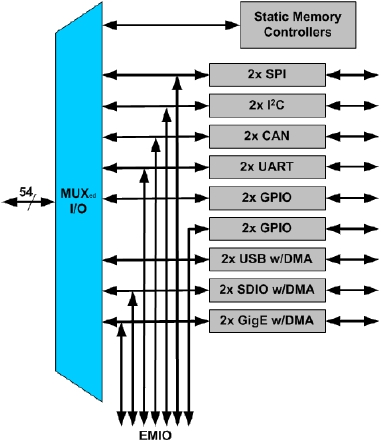 Static Memory
Controllers
2x SPI
2x I²C
2x CAN
2x UART
54
MUXed
I/O
2x GPIO
2x GPIO
2x USB w/DMA
2x SDIO w/DMA
2x GigE w/DMA
EMIO